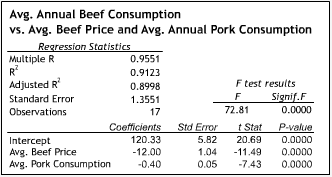 Avg. Annual Beef Consumption
vs. Avg. Beef Price and Avg. Annual Pork Consumption
Regression Statistics
Multiple R 0.9551
R² 0.9123
Adjusted R² 0.8998
Standard Error 1.3551
Observations 17
F test results
F Signif.F
72.81 0.0000
Coefficients Std Error t Stat P-value
Intercept 120.33 5.82 20.69 0.0000
Avg. Beef Price -12.00 1.04 -11.49 0.0000
Avg. Pork Consumption -0.40 0.05 -7.43 0.0000